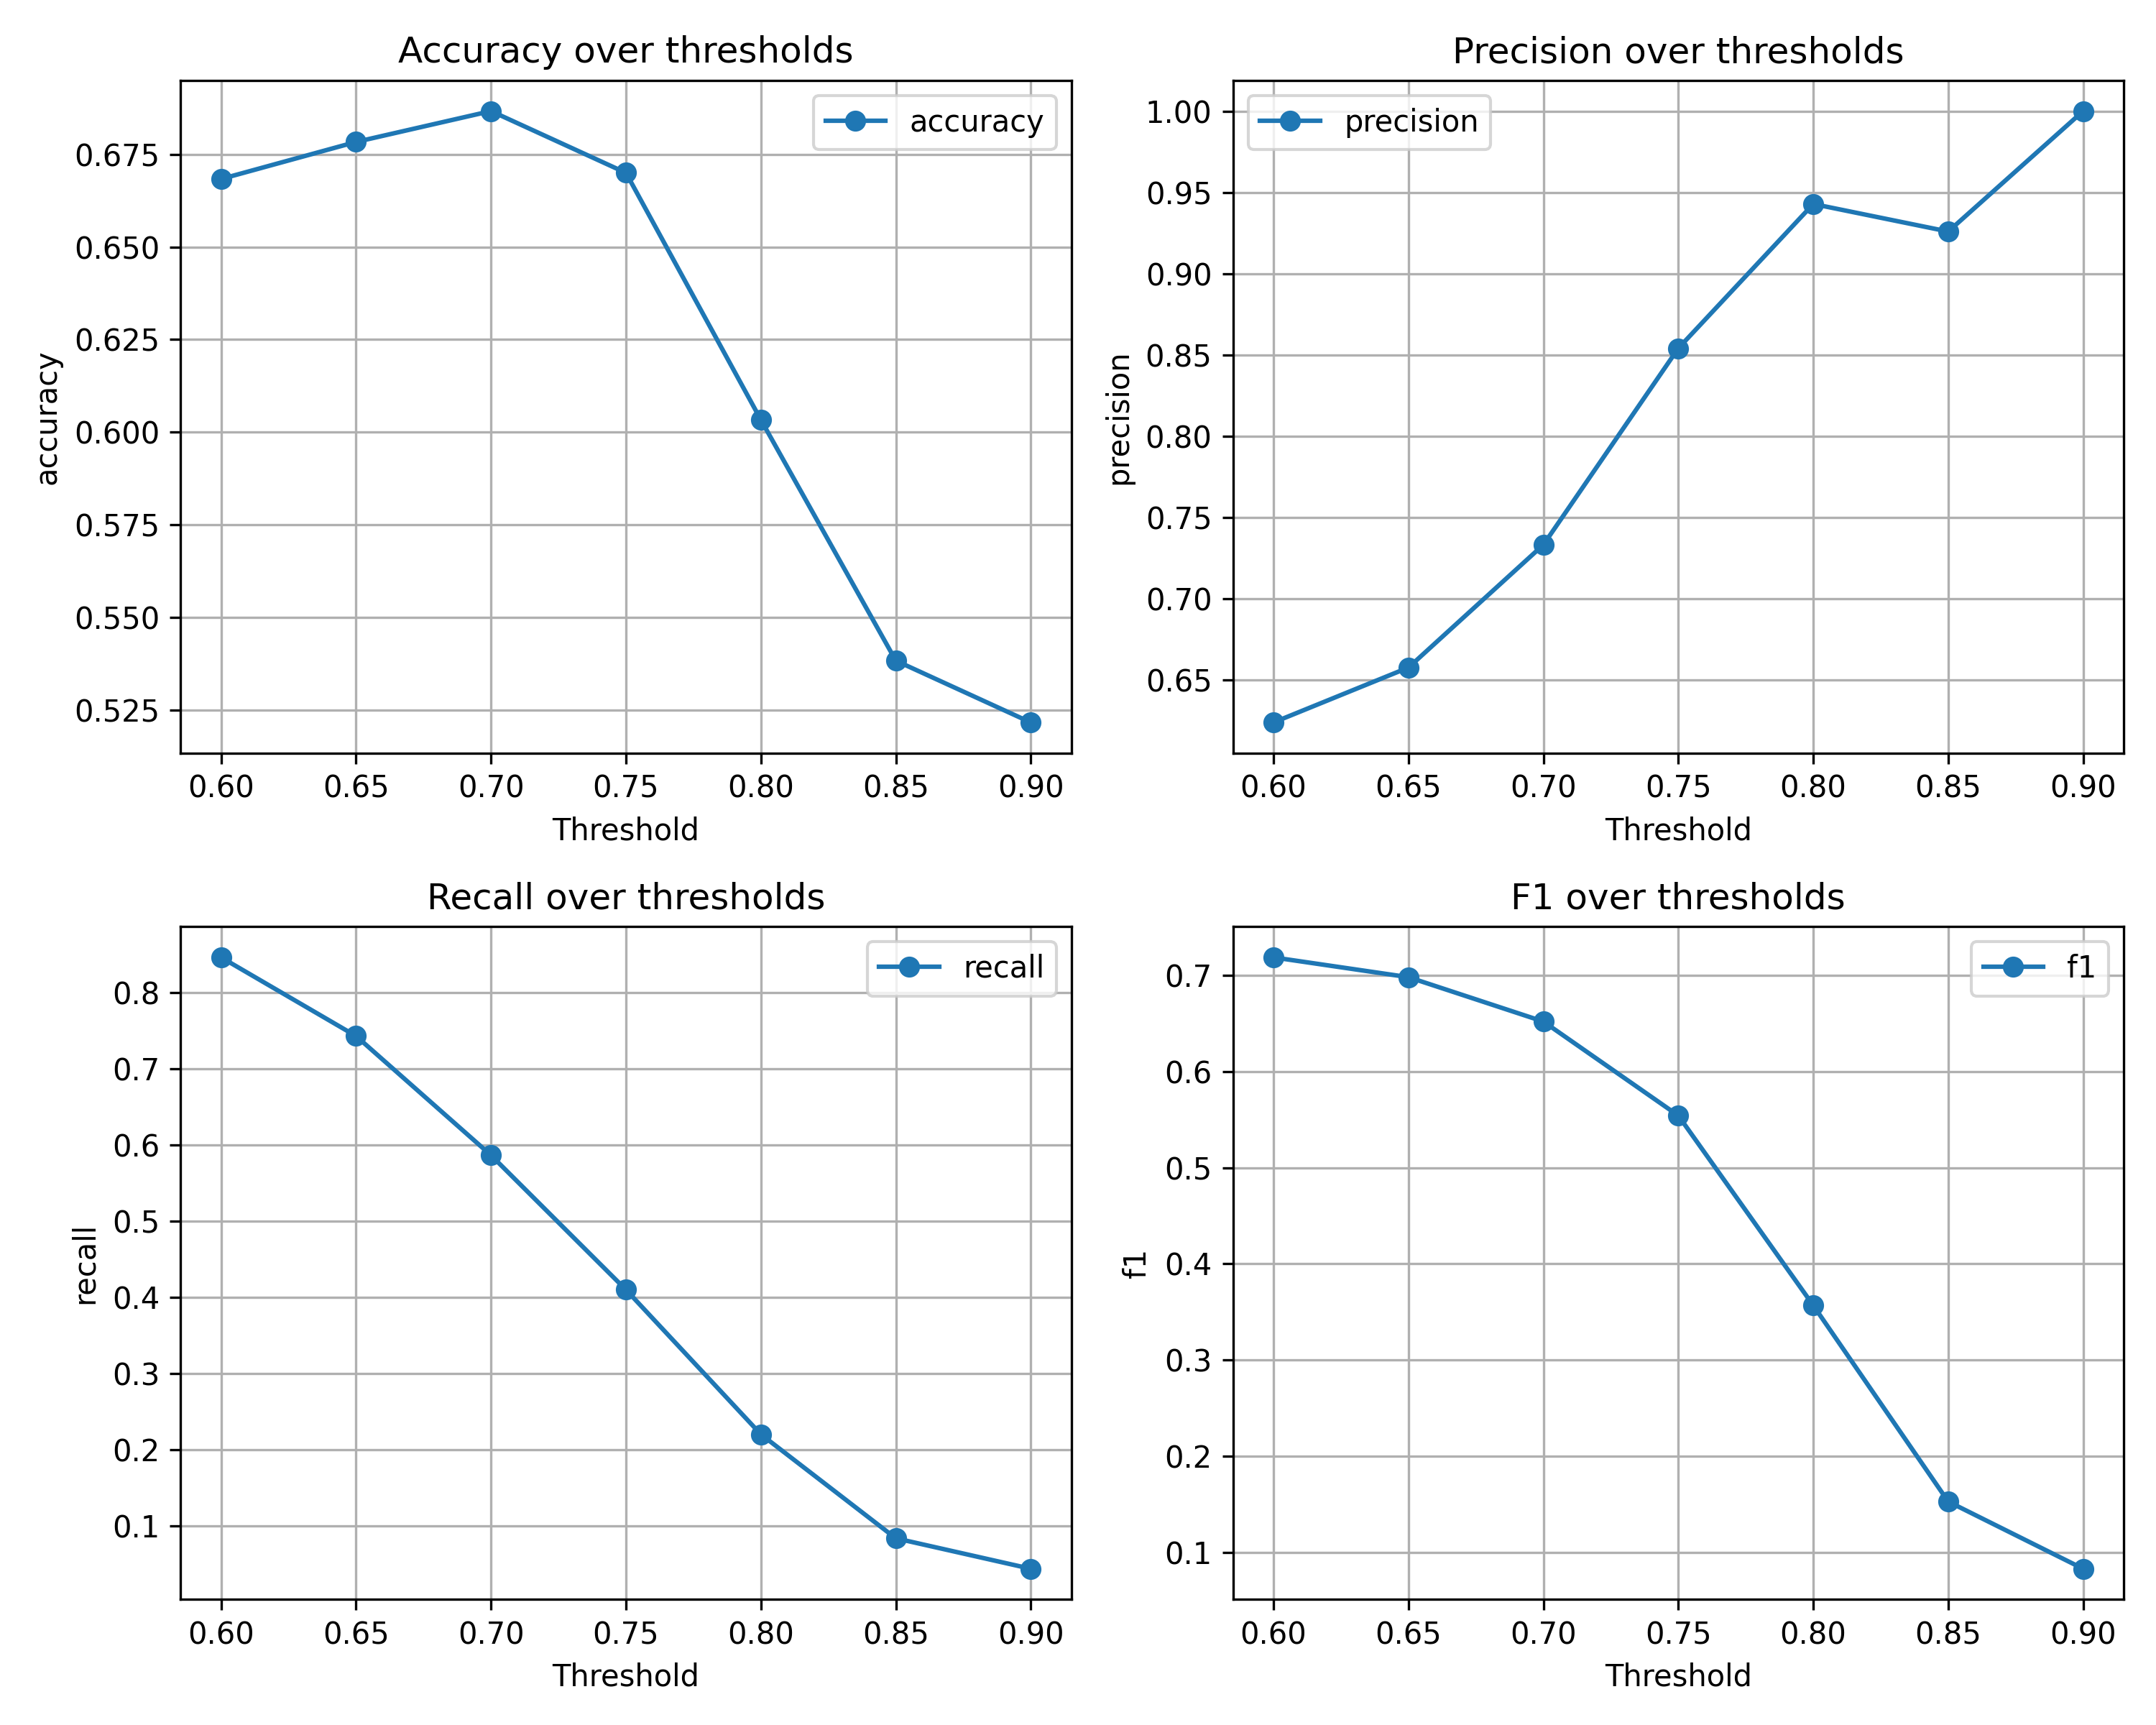 Accuracy over thresholds
accuracy
0.675
0.650
0.625
0.600
0.575
0.550
0.525
accuracy
0.60 0.65 0.70 0.75 0.80 0.85 0.90
Threshold
Precision over thresholds
precision
1.00
0.95
0.90
0.85
0.80
0.75
0.70
0.65
precision
0.60 0.65 0.70 0.75 0.80 0.85 0.90
Threshold
Recall over thresholds
recall
0.8
0.7
0.6
0.5
0.4
0.3
0.2
0.1
recall
0.60 0.65 0.70 0.75 0.80 0.85 0.90
Threshold
F1 over thresholds
f1
0.7
0.6
0.5
0.4
0.3
0.2
0.1
f1
0.60 0.65 0.70 0.75 0.80 0.85 0.90
Threshold